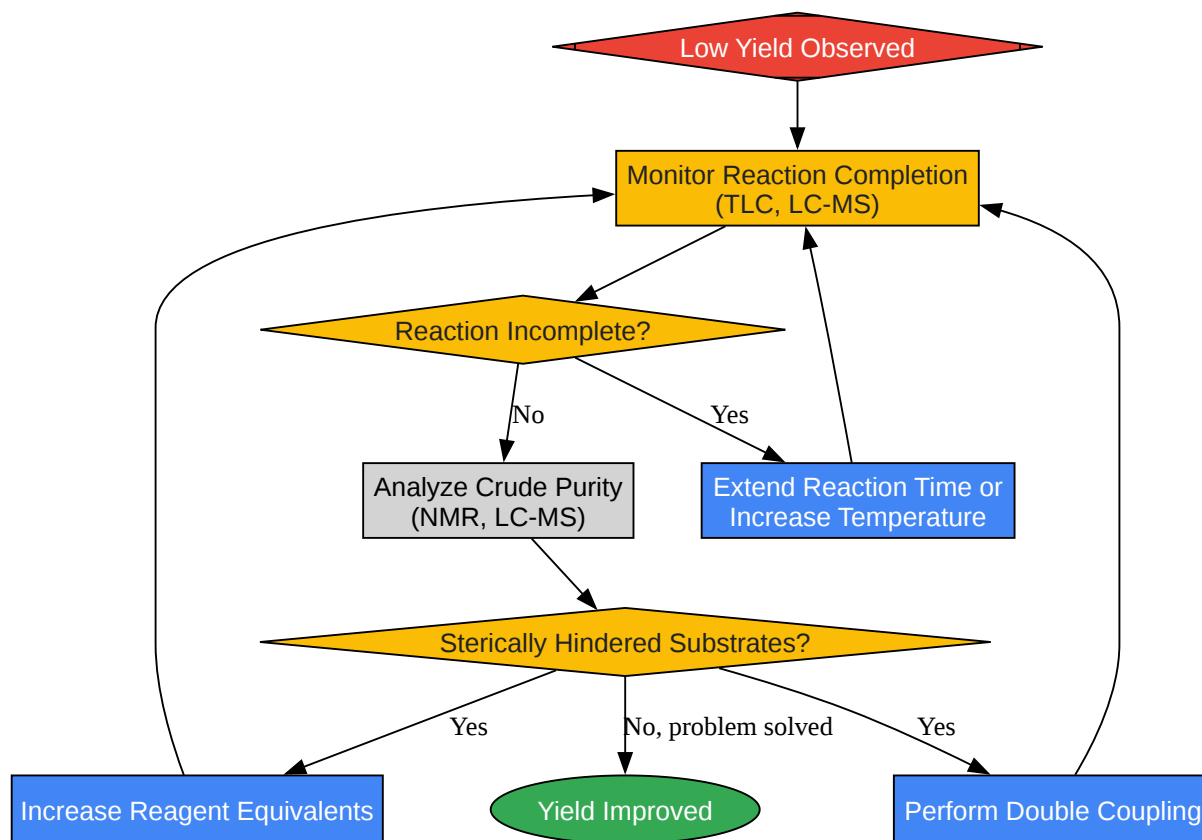 Low Yield Observed
Monitor Reaction Completion
(TLC, LC-MS)
Reaction Incomplete?
No
Yes
Analyze Crude Purity
(NMR, LC-MS)
Extend Reaction Time or
Increase Temperature
Sterically Hindered Substrates?
Yes
No, problem solved
Yes
Increase Reagent Equivalents
Yield Improved
Perform Double Coupling